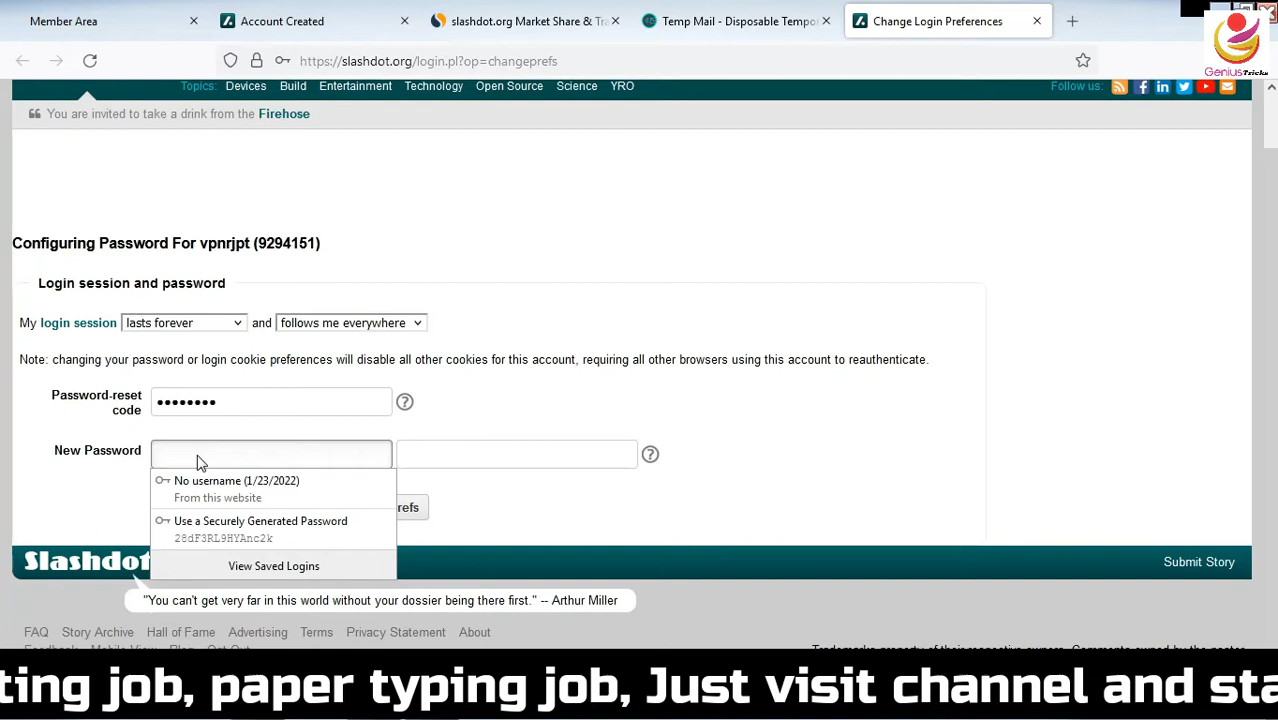 Member Area
Account Created
slashdot.org Market Share & Tra
Temp Mail - Disposable Tempo
Change Login Preferences
https://slashdot.org/login.pl?op=changeprefs
GeniusTricks
Topics: Devices Build Entertainment Technology Open Source Science YRO
Follow us:
You are invited to take a drink from the Firehose
Configuring Password For vpnrjpt (9294151)
Login session and password
My login session lasts forever and follows me everywhere
Note: changing your password or login cookie preferences will disable all other cookies for this account, requiring all other browsers using this account to reauthenticate.
Password-reset
code
••••••••
New Password
No username (1/23/2022)
From this website
refs
Use a Securely Generated Password
28dF3RL9HYAnc2k
View Saved Logins
Slashdot
Submit Story
"You can't get very far in this world without your dossier being there first." -- Arthur Miller
FAQ Story Archive Hall of Fame Advertising Terms Privacy Statement About
ting job, paper typing job, Just visit channel and sta